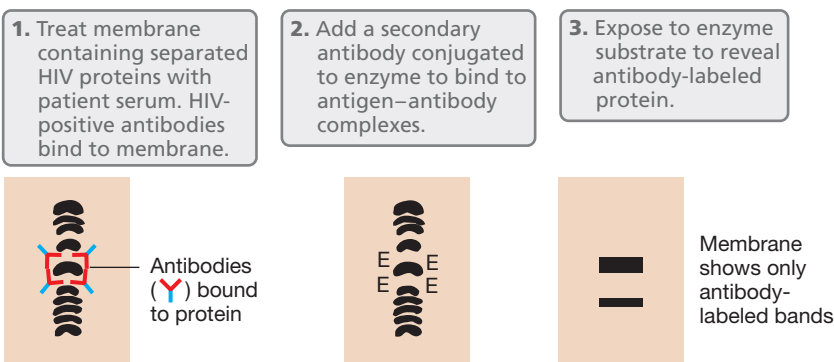 1. Treat membrane
containing separated
HIV proteins with
patient serum. HIV-
positive antibodies
bind to membrane.
2. Add a secondary
antibody conjugated
to enzyme to bind to
antigen–antibody
complexes.
3. Expose to enzyme
substrate to reveal
antibody-labeled
protein.
Antibodies
( ) bound
to protein
E E
E E
Membrane
shows only
antibody-
labeled bands